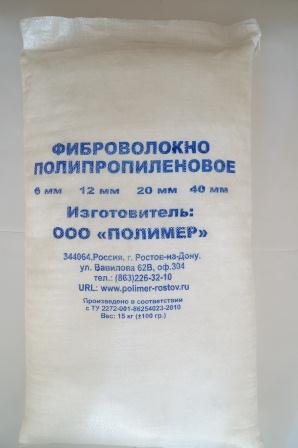 ФИБРОВОЛОКНО
ПОЛИПРОПИЛЕНОВОЕ
6 мм 12 мм 20 мм 40 мм
Изготовитель:
ООО «ПОЛИМЕР»
344064,Россия, г. Ростов-на-Дону.
ул. Вавилова 62В, оф.304
тел.: (863)226-32-10
URL: www.polimer-rostov.ru
Произведено в соответствии
с ТУ 2272-001-86254023-2010
Вес: 15 кг (±100 гр.)